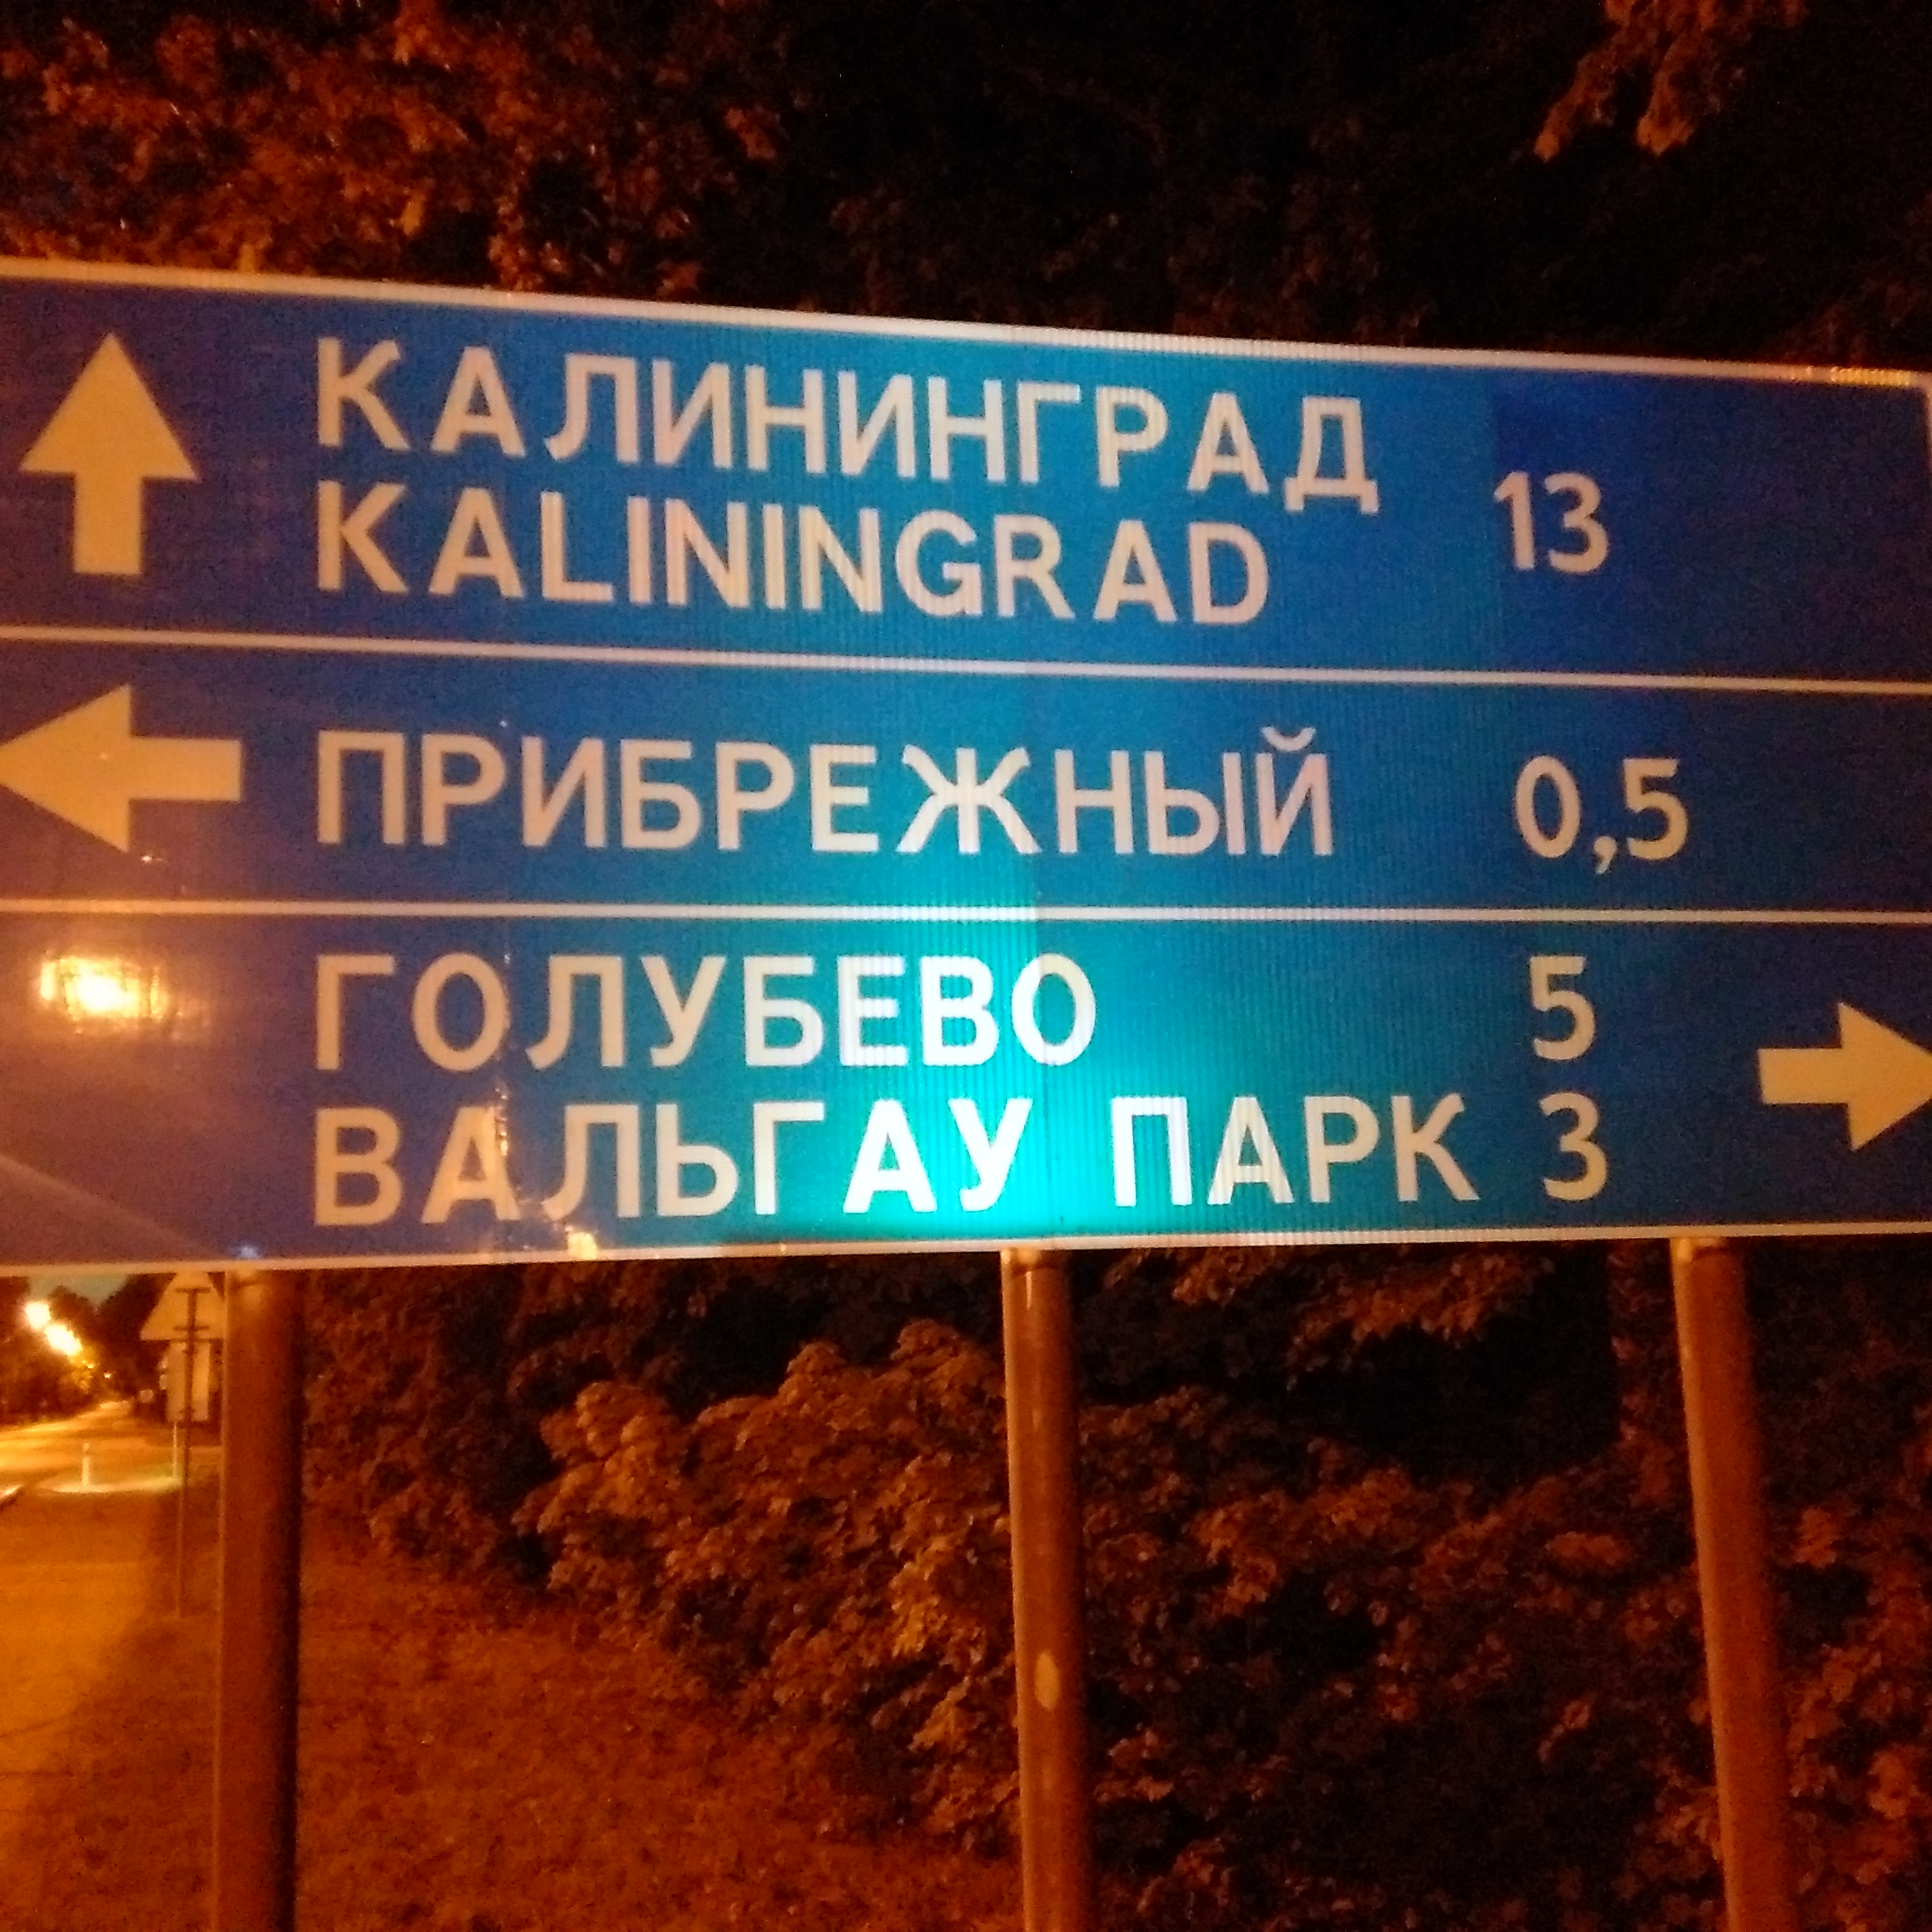 КАЛИНИНГРАД
KALININGRAD 13
ПРИБРЕЖНЫЙ 0,5
ГОЛУБЕВО 5
ВАЛЬГАУ ПАРК 3